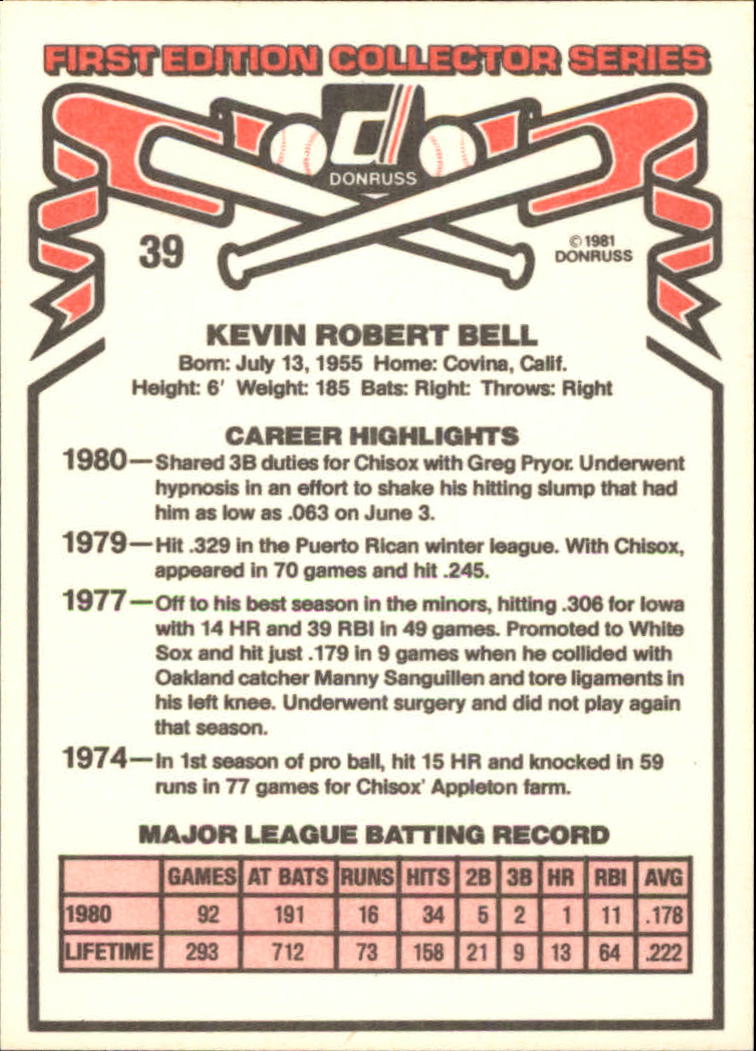 FIRST EDITION COLLECTOR SERIES
d
DONRUSS
39
© 1981
DONRUSS
KEVIN ROBERT BELL
Born: July 13, 1955 Home: Covina, Calif.
Height: 6' Weight: 185 Bats: Right: Throws: Right
CAREER HIGHLIGHTS
1980—Shared 3B duties for Chisox with Greg Pryor. Underwent
hypnosis in an effort to shake his hitting slump that had
him as low as .063 on June 3.
1979—Hit .329 in the Puerto Rican winter league. With Chisox,
appeared in 70 games and hit .245.
1977—Off to his best season in the minors, hitting .306 for Iowa
with 14 HR and 39 RBI in 49 games. Promoted to White
Sox and hit just .179 in 9 games when he collided with
Oakland catcher Manny Sanguillen and tore ligaments in
his left knee. Underwent surgery and did not play again
that season.
1974—In 1st season of pro ball, hit 15 HR and knocked in 59
runs in 77 games for Chisox' Appleton farm.
MAJOR LEAGUE BATTING RECORD
GAMES AT BATS RUNS HITS 2B 3B HR RBI AVG
1980 92 191 16 34 5 2 1 11 .178
LIFETIME 293 712 73 158 21 9 13 64 .222